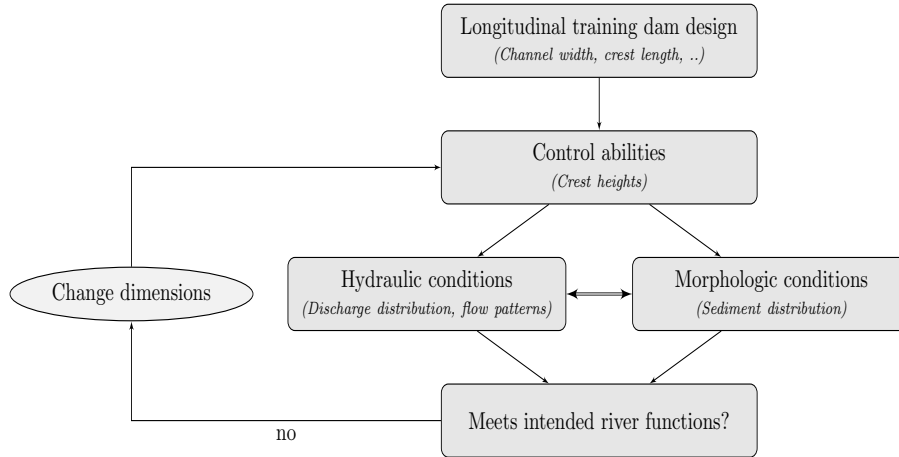 Longitudinal training dam design
(Channel width, crest length, ..)
Control abilities
(Crest heights)
Hydraulic conditions
(Discharge distribution, flow patterns)
Morphologic conditions
(Sediment distribution)
Change dimensions
Meets intended river functions?
no